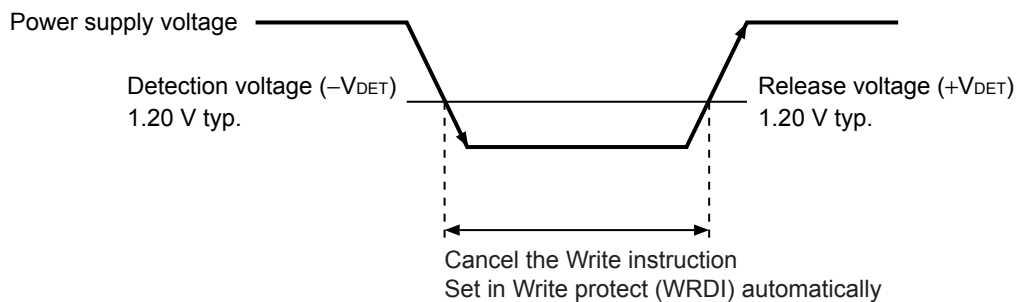 Power supply voltage
Detection voltage (−VDET)
1.20 V typ.
Release voltage (+VDET)
1.20 V typ.
Cancel the Write instruction
Set in Write protect (WRDI) automatically